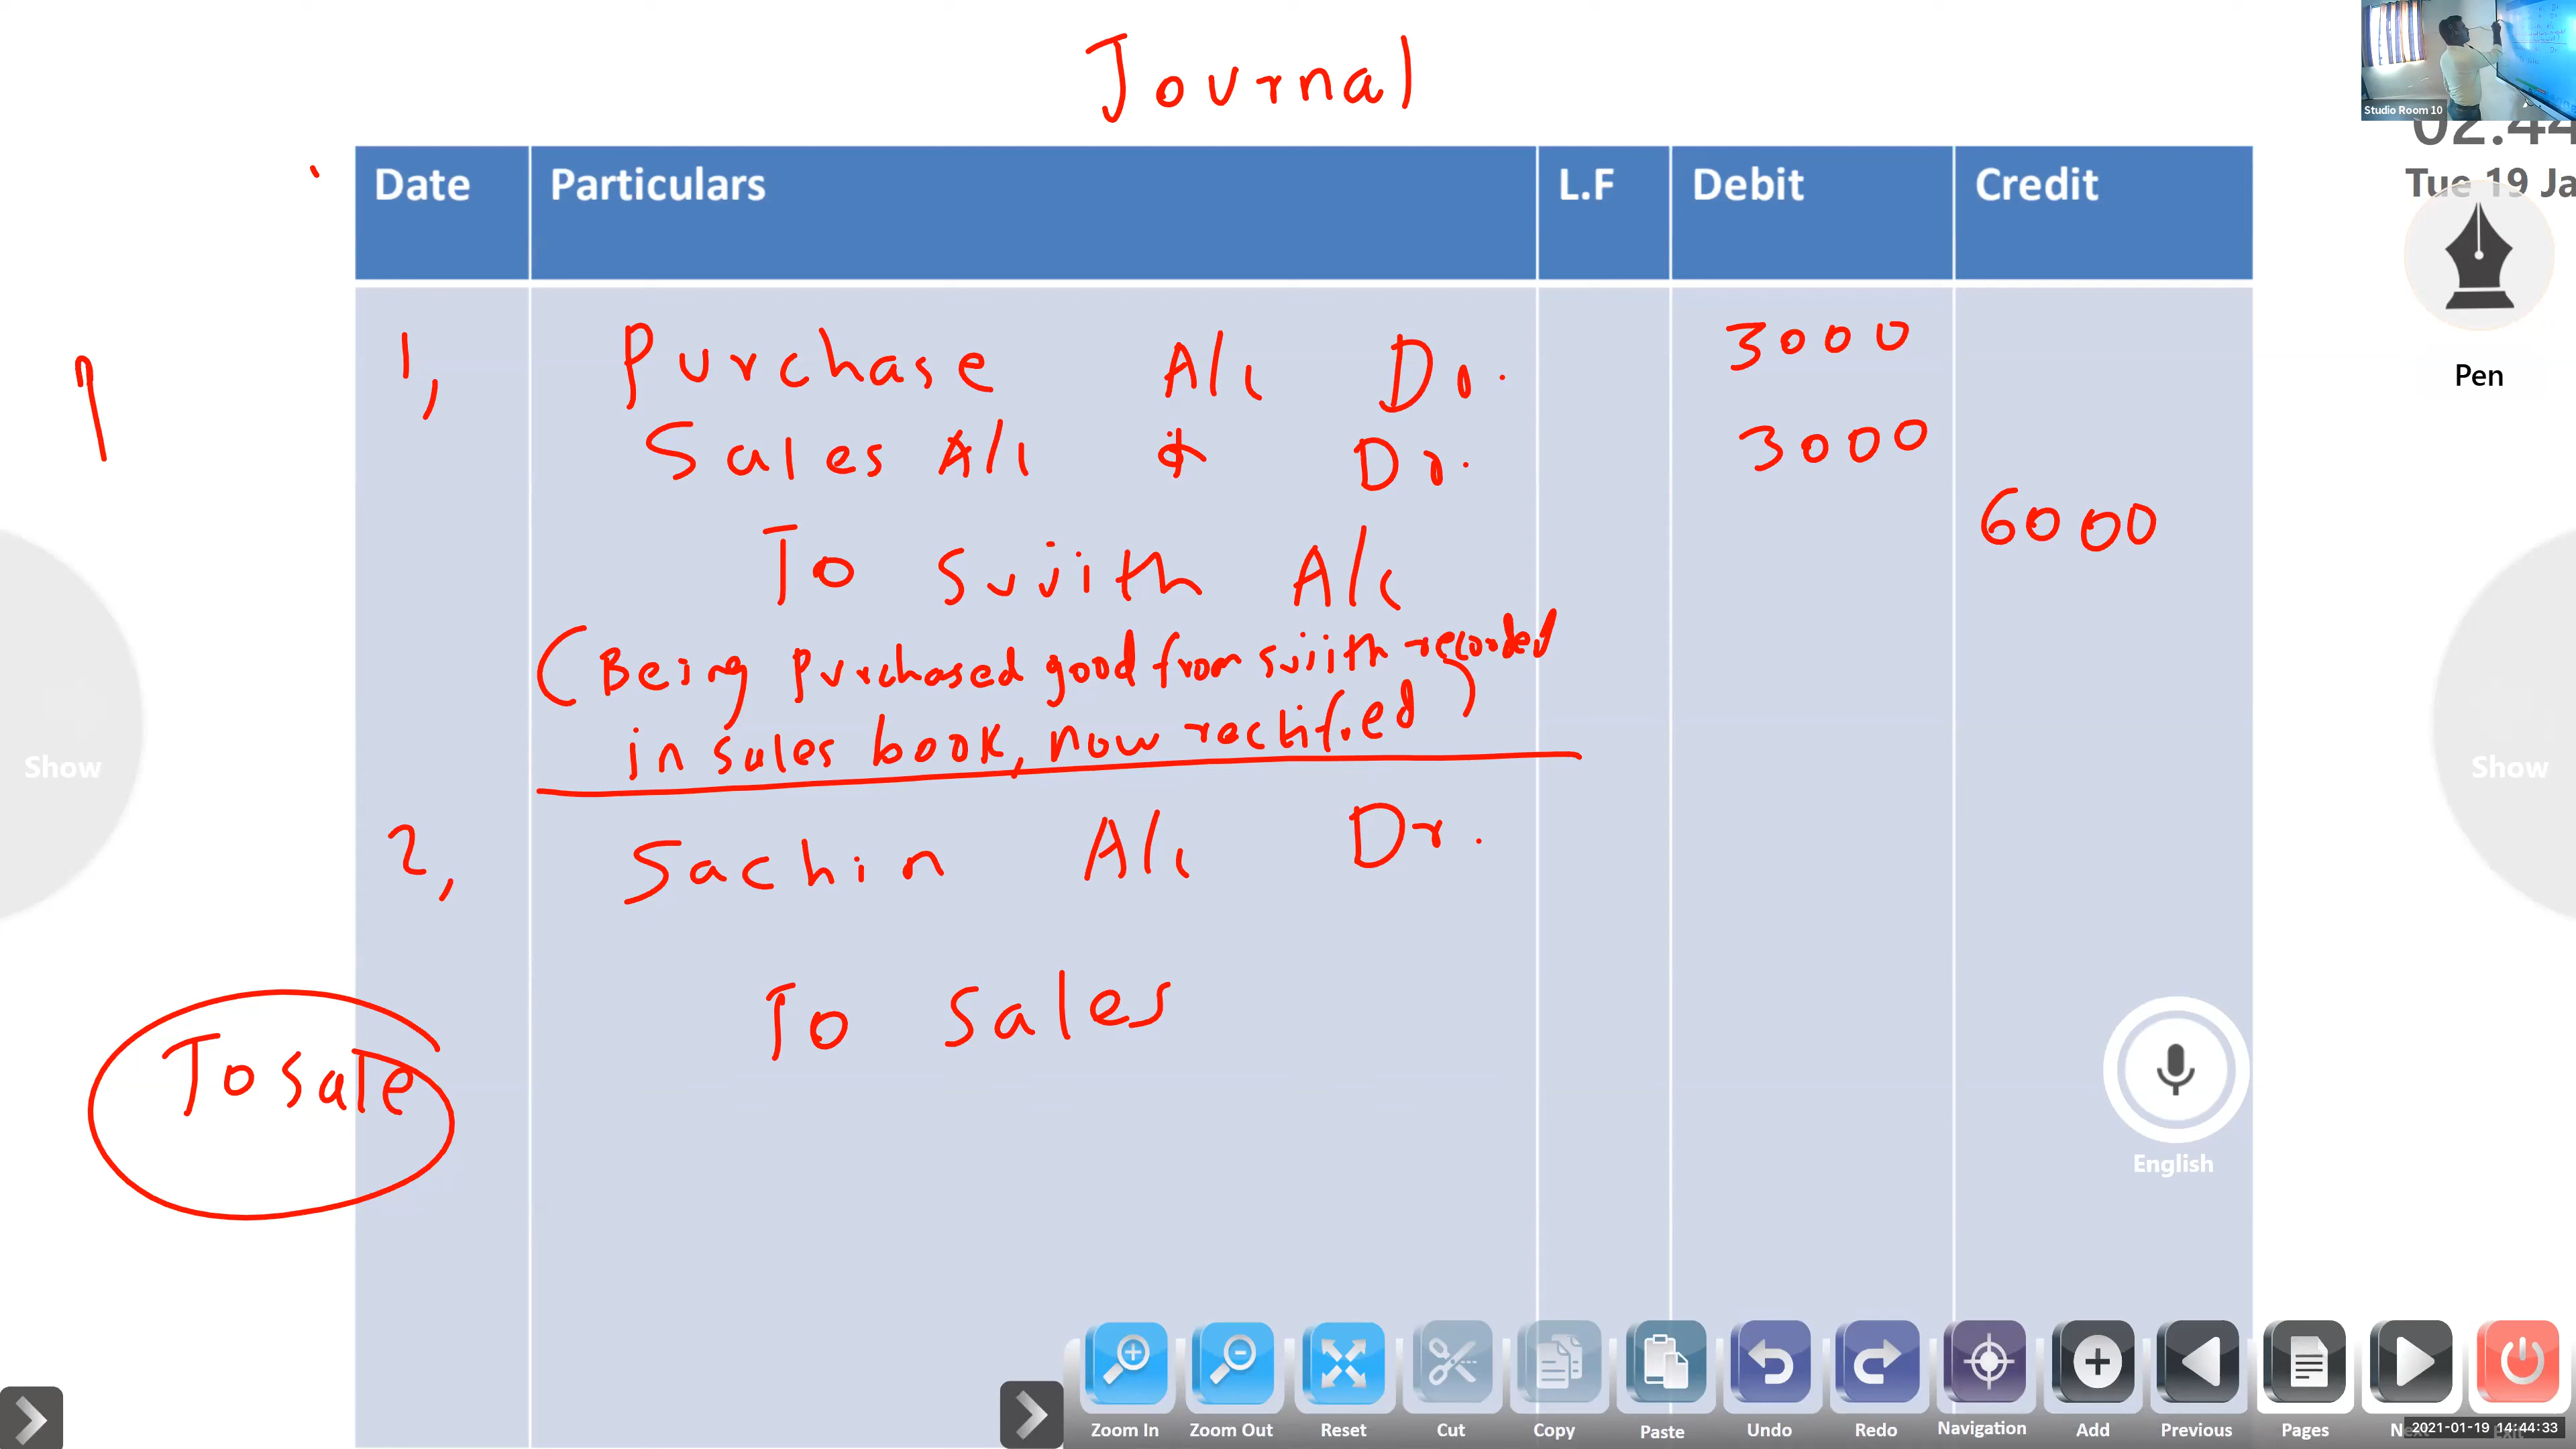 Journal
Studio Room 10
02:44
Tue 19 Ja
Date Particulars L.F Debit Credit
Pen
1, Purchase A/c Dr. 3000
Sales A/c & Dr. 3000
To Sujith A/c 6000
(Being purchased good from sujith recorded
in sales book, now rectified)
Show Show
2, Sachin A/c Dr.
To Sales
To sale
English
Zoom In Zoom Out Reset Cut Copy Paste Undo Redo Navigation Add Previous Pages
2021-01-19 14:44:33